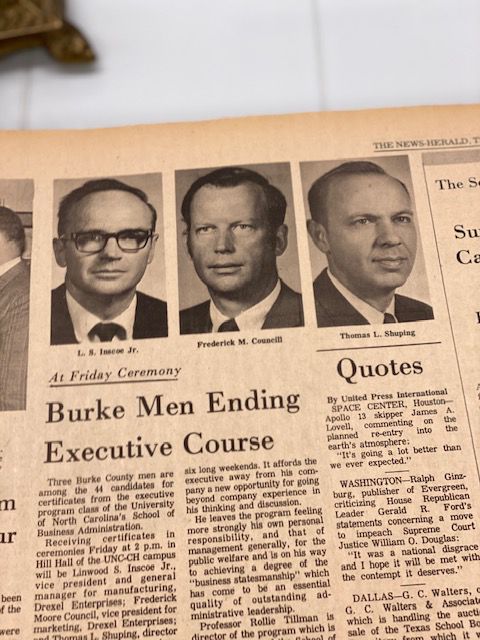 THE NEWS-HERALD, T
L. S. Inscoe Jr.
Frederick M. Councill
Thomas L. Shuping
At Friday Ceremony
Burke Men Ending
Executive Course
Three Burke County men are
among the 44 candidates for
certificates from the executive
program class of the University
of North Carolina's School of
Business Administration.
Receiving certificates in
ceremonies Friday at 2 p.m. in
Hill Hall of the UNC-CH campus
will be Linwood S. Inscoe Jr.,
vice president and general
manager for manufacturing,
Drexel Enterprises; Frederick
Moore Councill, vice president for
marketing, Drexel Enterprises;
and Thomas L. Shuping, director
six long weekends. It affords the
executive away from his com-
pany a new opportunity for going
beyond company experience in
his thinking and discussion.
He leaves the program feeling
more strongly his own personal
responsibility, and that of
management generally, for the
public welfare and is on his way
to achieving a degree of the
"business statesmanship" which
has come to be an essential
quality of outstanding ad-
ministrative leadership.
Professor Rollie Tillman is
director of the program which is
Quotes
By United Press International
SPACE CENTER, Houston—
Apollo 13 skipper James A.
Lovell, commenting on the
planned re-entry into the
earth's atmosphere:
"It's going a lot better than
we ever expected."
WASHINGTON—Ralph Ginz-
burg, publisher of Evergreen,
criticizing House Republican
Leader Gerald R. Ford's
statements concerning a move
to impeach Supreme Court
Justice William O. Douglas:
"It was a national disgrace
and I hope it will be met with
the contempt it deserves."
DALLAS—G. C. Walters, of
G. C. Walters & Associates
which is handling the auction
sale of the Texas School Bo
The Se
Su
Ca
been
of the
were